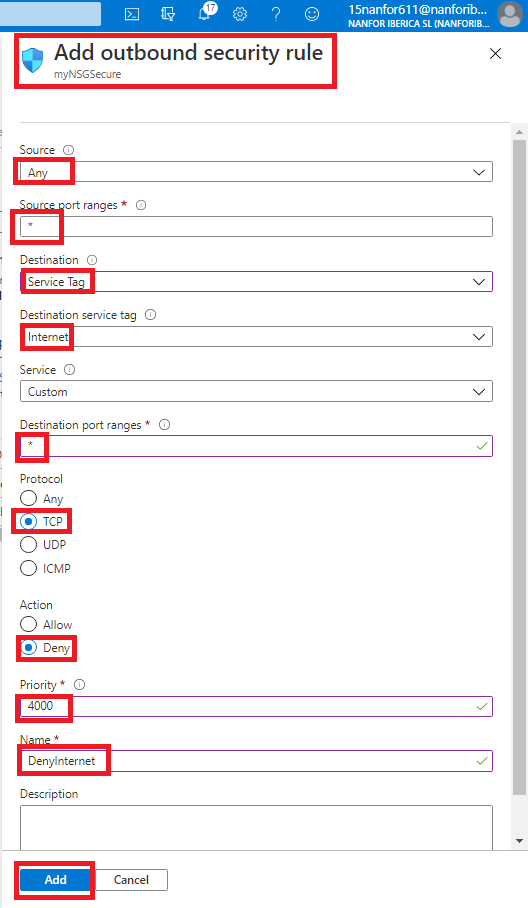 17
15nanfor611@nanforib...
NANFOR IBERICA SL (NANFORIB...
Add outbound security rule
myNSGSecure
Source
Any
Source port ranges *
*
Destination
Service Tag
Destination service tag
Internet
Service
Custom
Destination port ranges *
*
Protocol
Any
TCP
UDP
ICMP
Action
Allow
Deny
Priority *
4000
Name *
DenyInternet
Description
Add
Cancel